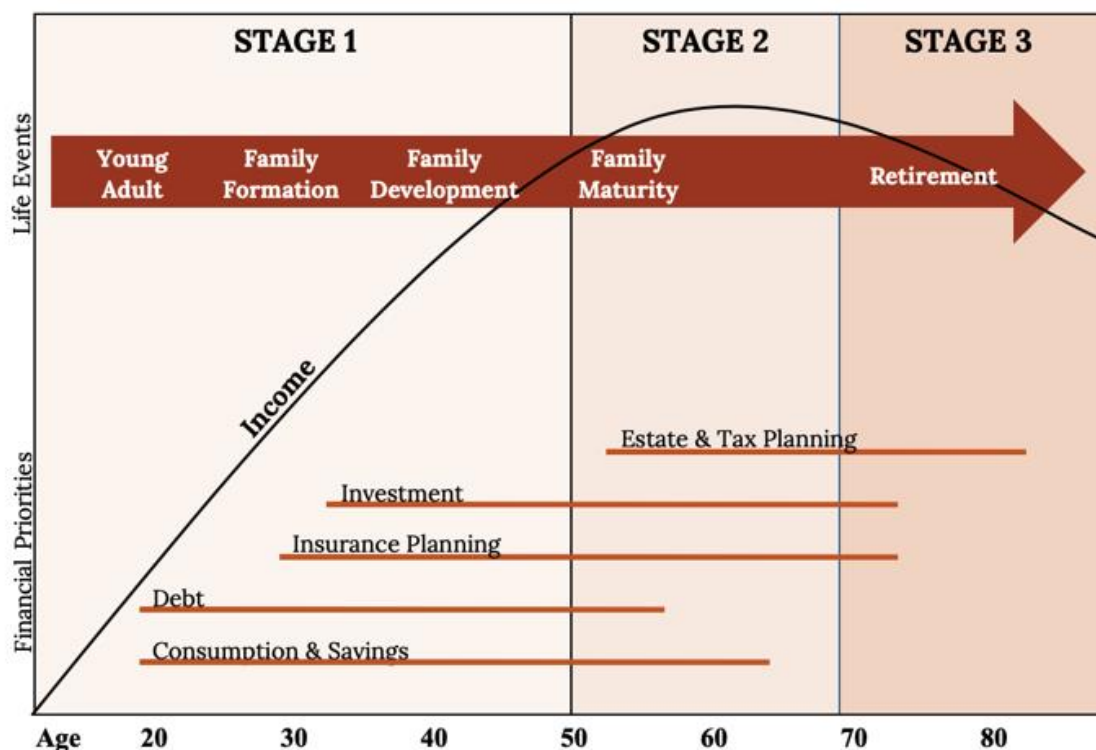 STAGE 1
STAGE 2
STAGE 3
Life Events
Young
Adult
Family
Formation
Family
Development
Family
Maturity
Retirement
Income
Financial Priorities
Estate & Tax Planning
Investment
Insurance Planning
Debt
Consumption & Savings
Age 20 30 40 50 60 70 80